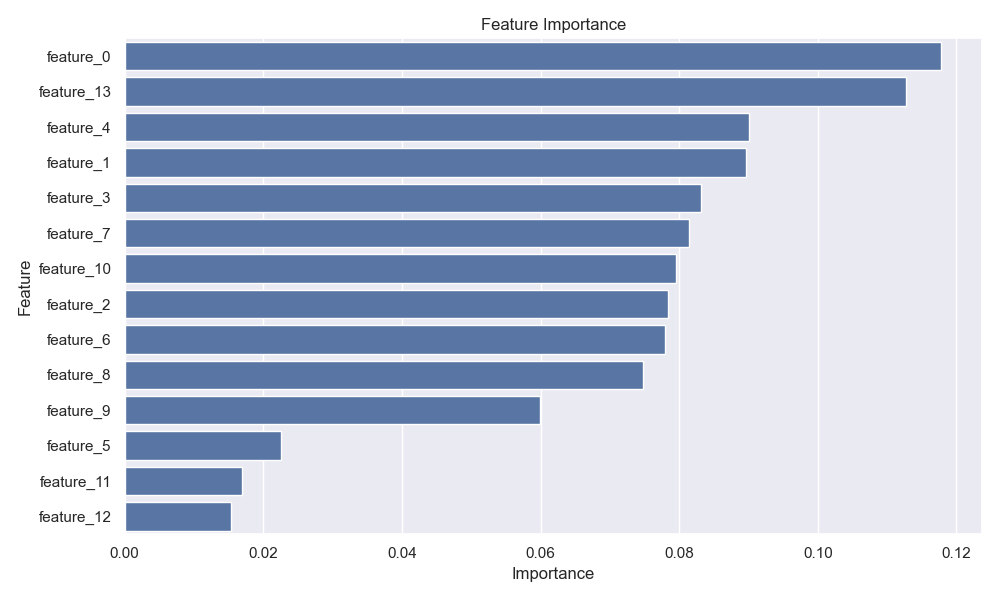 Feature Importance
feature_0
feature_13
feature_4
feature_1
feature_3
feature_7
feature_10
feature_2
feature_6
feature_8
feature_9
feature_5
feature_11
feature_12
Feature
0.00 0.02 0.04 0.06 0.08 0.10 0.12
Importance